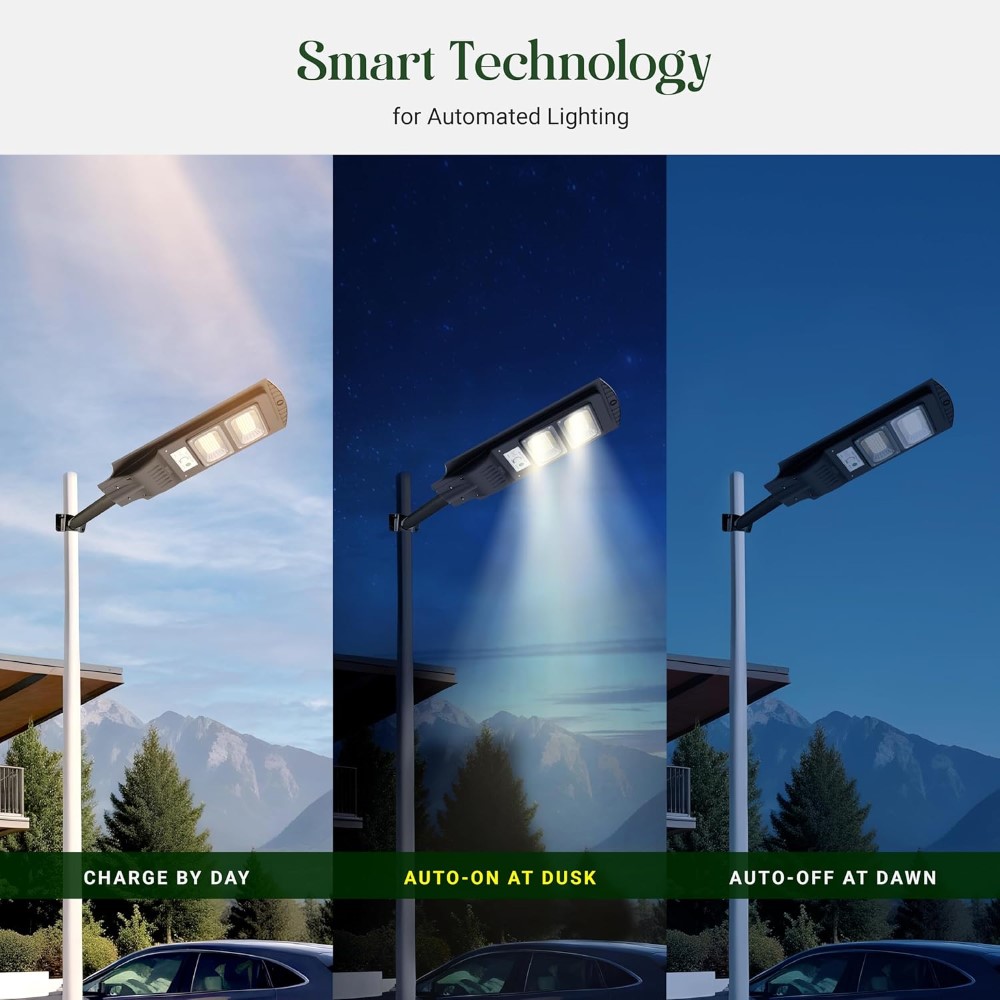 Smart Technology
for Automated Lighting
CHARGE BY DAY
AUTO-ON AT DUSK
AUTO-OFF AT DAWN